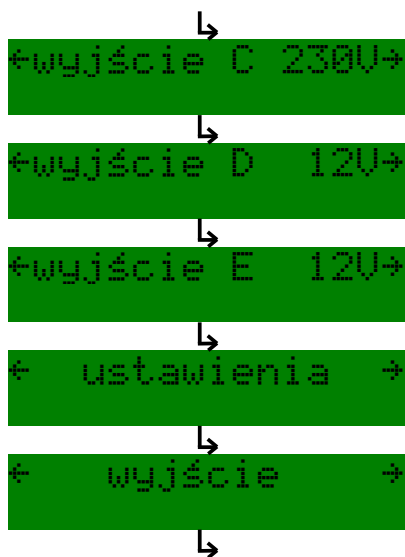 ←wyjście C 230V→
←wyjście D 12V→
←wyjście E 12V→
← ustawienia →
← wyjście →